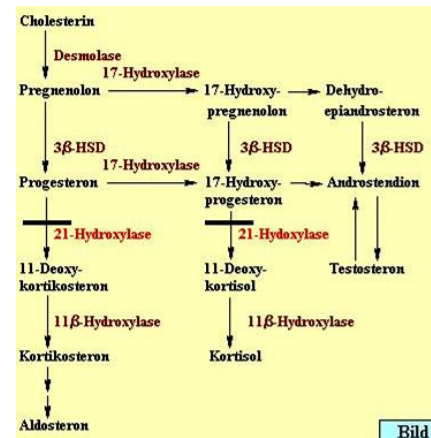 Cholesterin
Desmolase
17-Hydroxylase
Pregnenolon
17-Hydroxy-
pregnenolon
Dehydro-
epiandrosteron
3β-HSD
3β-HSD
3β-HSD
17-Hydroxylase
Progesteron
17-Hydroxy-
progesteron
Androstendion
21-Hydroxylase
21-Hydoxylase
11-Deoxy-
kortikosteron
11-Deoxy-
kortisol
Testosteron
11β-Hydroxylase
11β-Hydroxylase
Kortikosteron
Kortisol
Aldosteron
Bild